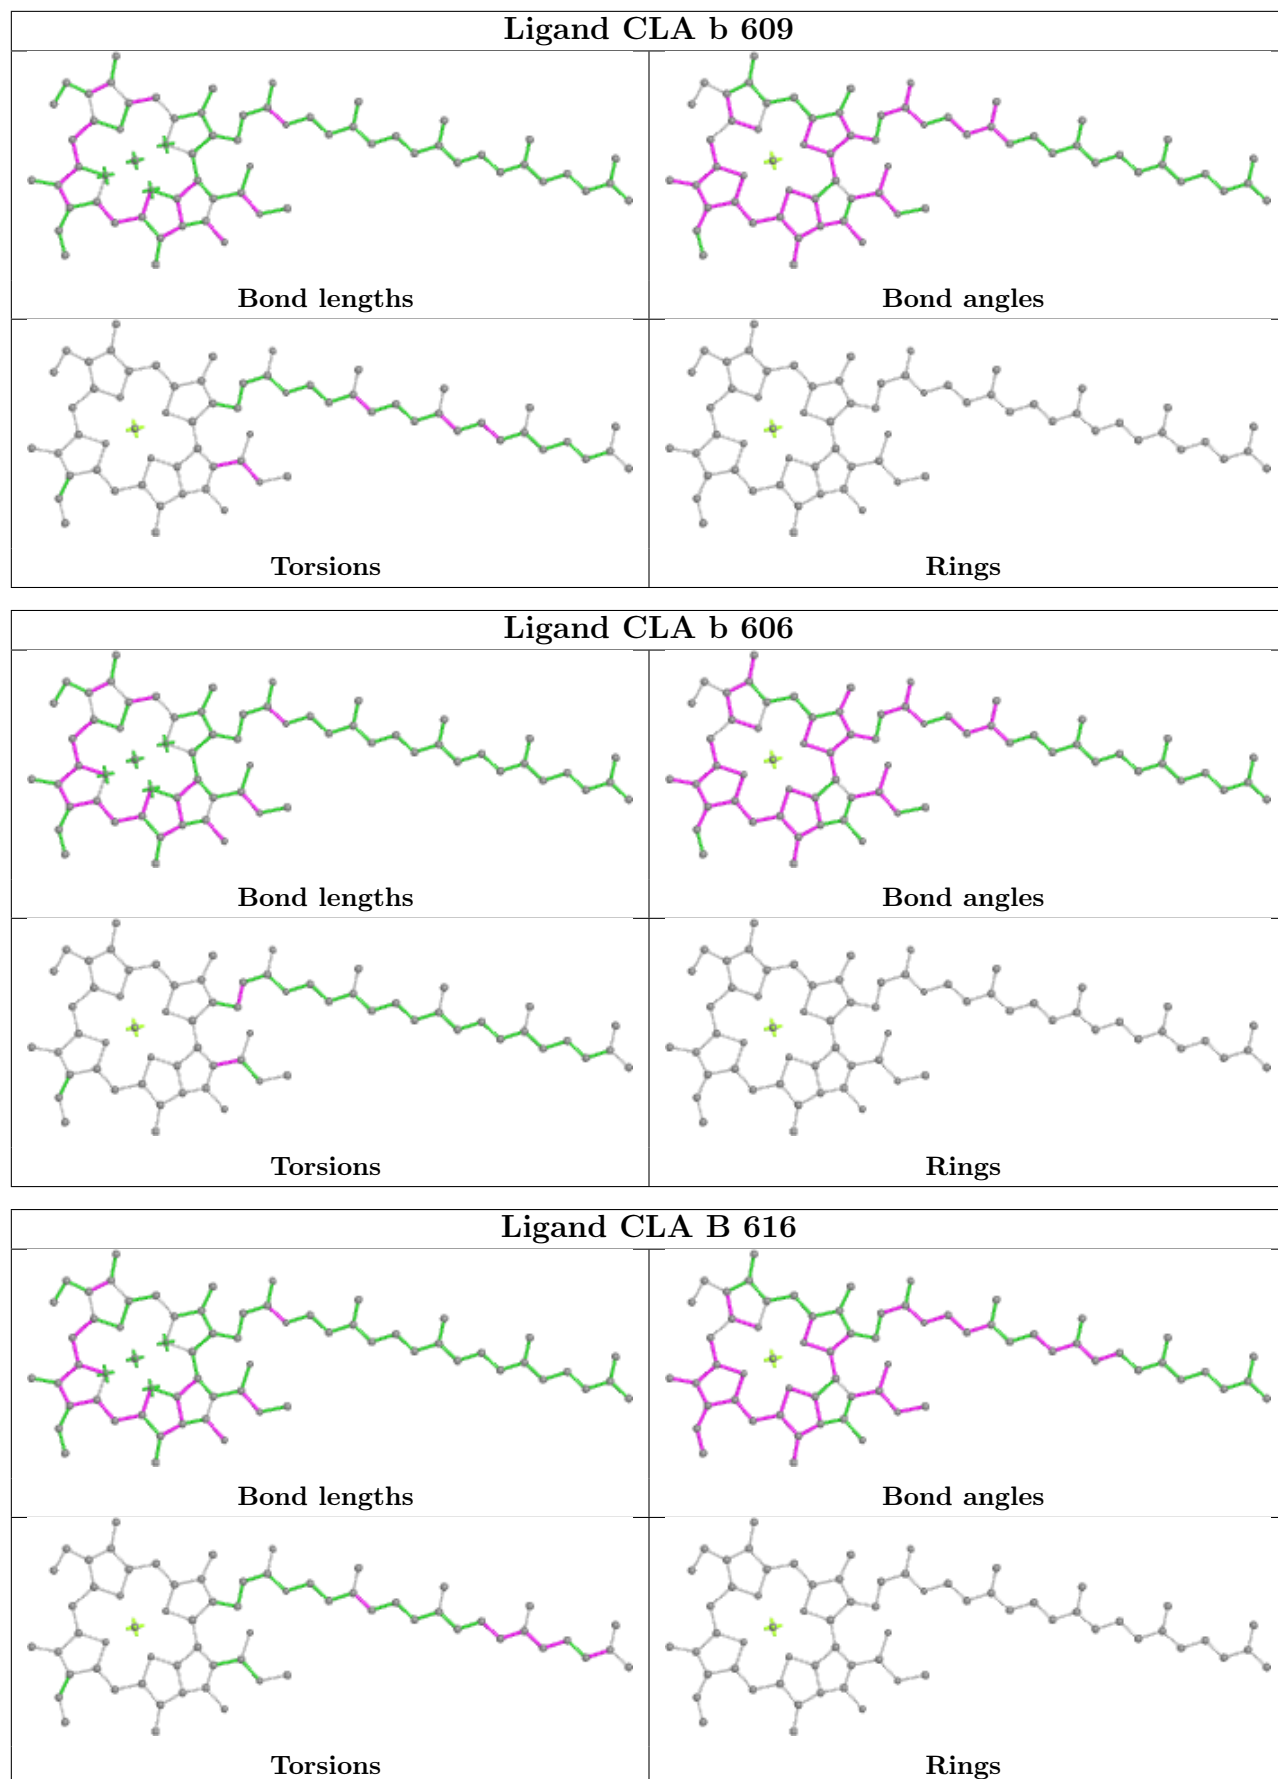 Ligand CLA b 609
Bond lengths
Bond angles
Torsions
Rings
Ligand CLA b 606
Bond lengths
Bond angles
Torsions
Rings
Ligand CLA B 616
Bond lengths
Bond angles
Torsions
Rings